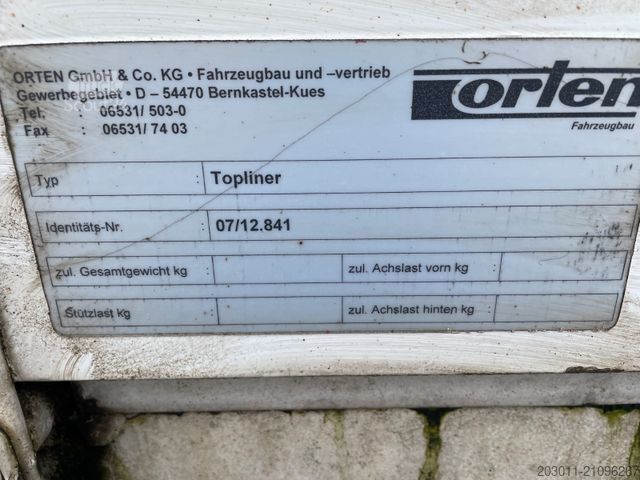 ORTEN GmbH & Co. KG • Fahrzeugbau und –vertrieb
Gewerbegebiet • D – 54470 Bernkastel-Kues
Tel. : 06531/ 503-0
Fax : 06531/ 74 03
orten
Fahrzeugbau
Typ : Topliner
Identitäts-Nr. : 07/12.841
zul. Gesamtgewicht kg : zul. Achslast vorn kg :
Stützlast kg : zul. Achslast hinten kg :
203011-21096267